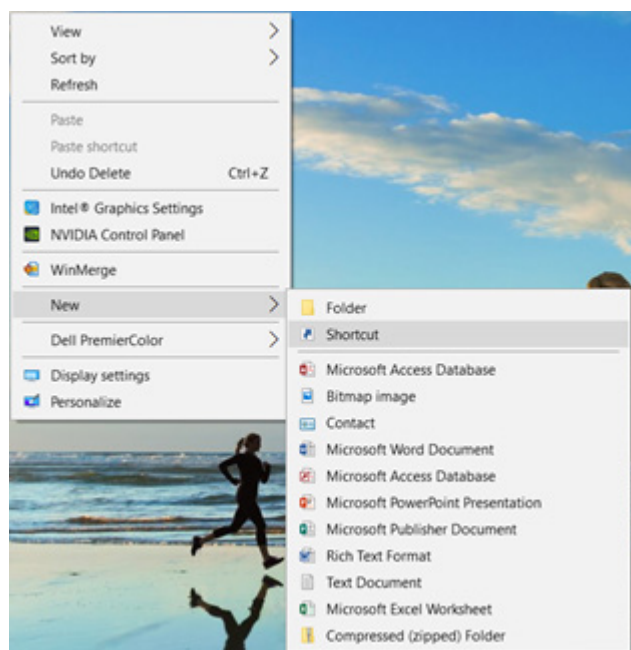 View
Sort by
Refresh
Paste
Paste shortcut
Undo Delete Ctrl+Z
Intel® Graphics Settings
NVIDIA Control Panel
WinMerge
New
Dell PremierColor
Display settings
Personalize
Folder
Shortcut
Microsoft Access Database
Bitmap image
Contact
Microsoft Word Document
Microsoft Access Database
Microsoft PowerPoint Presentation
Microsoft Publisher Document
Rich Text Format
Text Document
Microsoft Excel Worksheet
Compressed (zipped) Folder